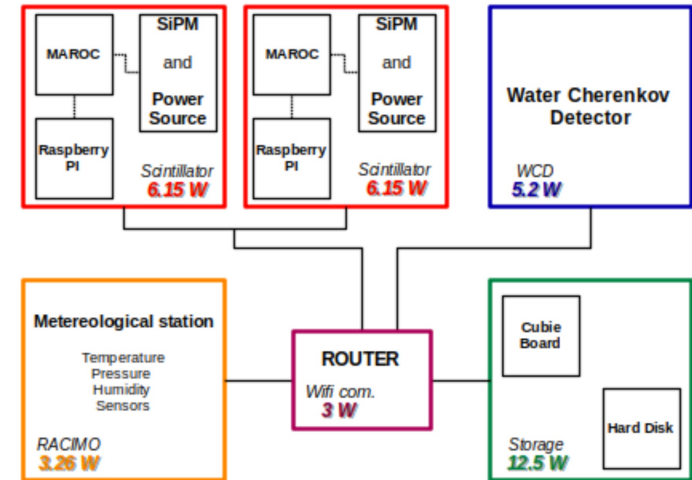 MAROC
SiPM
and
Power
Source
Raspberry
PI
Scintillator
6.15 W
MAROC
SiPM
and
Power
Source
Raspberry
PI
Scintillator
6.15 W
Water Cherenkov
Detector
WCD
5.2 W
Metereological station
Temperature
Pressure
Humidity
Sensors
RACIMO
3.26 W
ROUTER
Wifi com.
3 W
Cubie
Board
Hard Disk
Storage
12.5 W